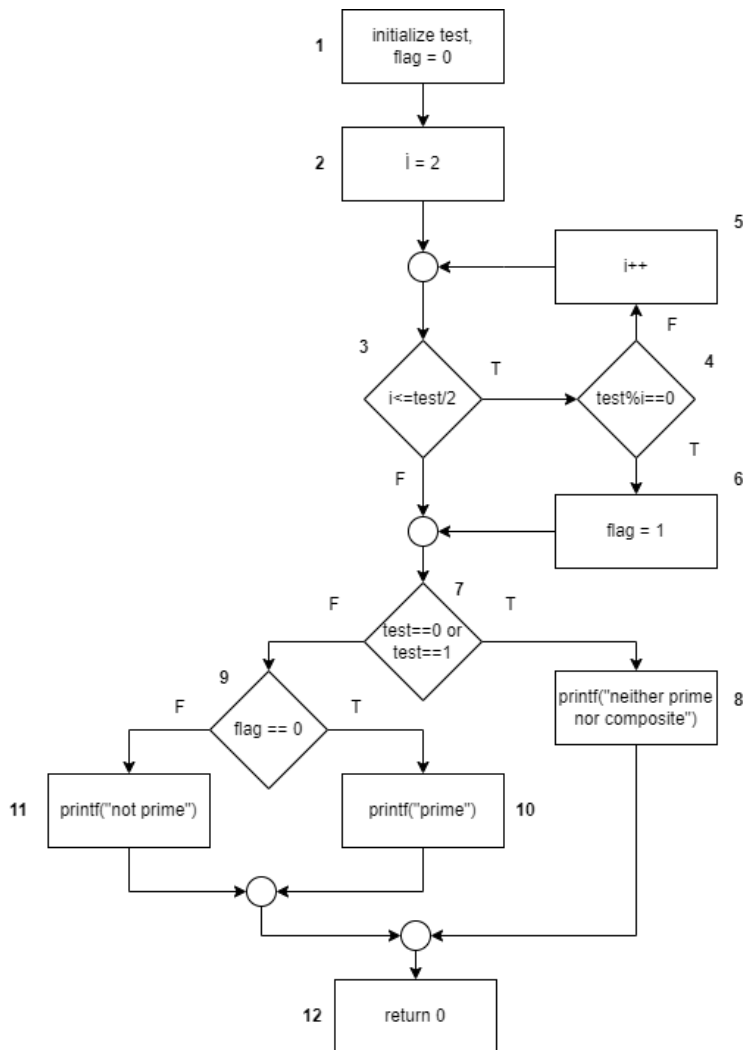 1
initialize test,
flag = 0
2
i = 2
5
i++
F
3
T
4
i<=test/2
test%i==0
T
F
6
flag = 1
7
F
T
test==0 or
test==1
9
F
T
flag == 0
printf("neither prime
nor composite")
8
11
printf("not prime")
printf("prime")
10
12
return 0